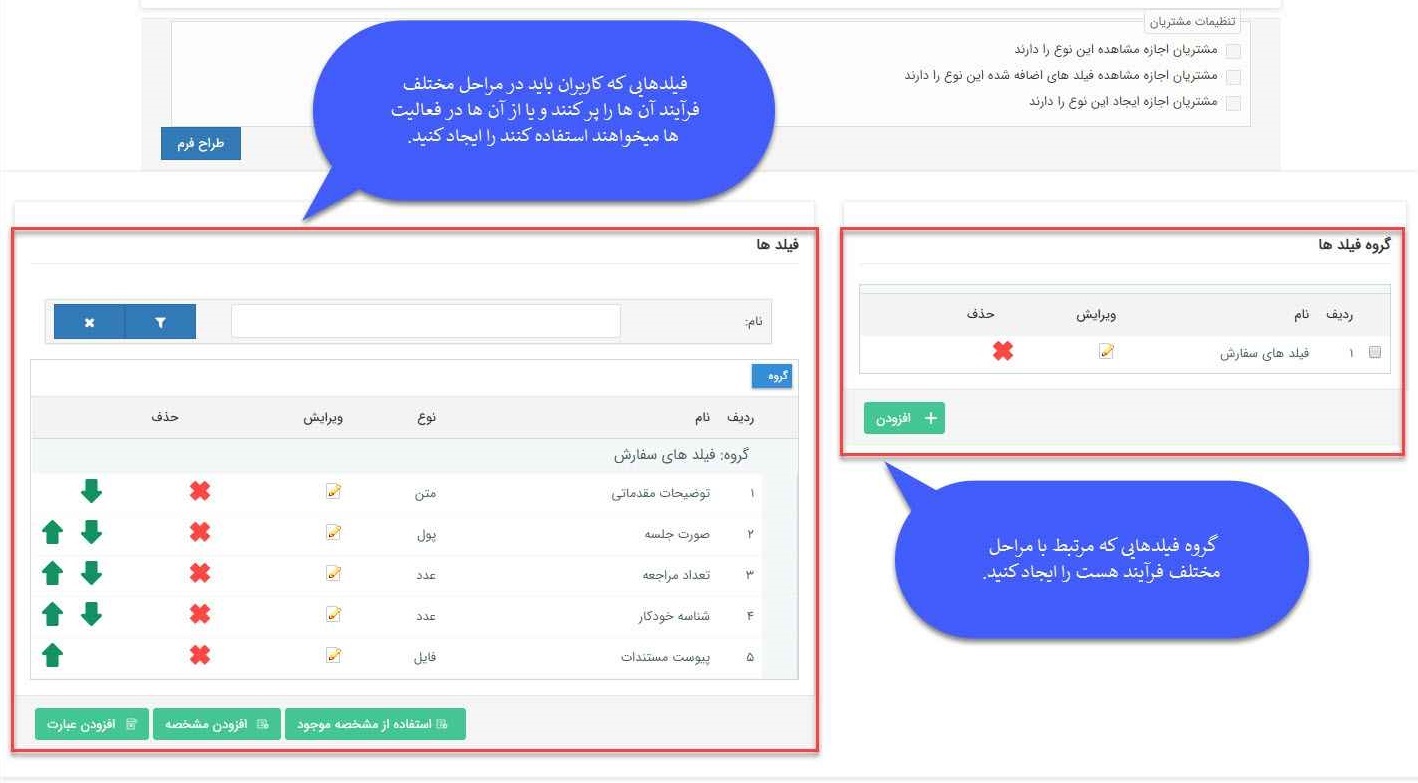 تنظیمات مشتریان
مشتریان اجازه مشاهده این نوع را دارند
مشتریان اجازه مشاهده فیلد های اضافه شده این نوع را دارند
مشتریان اجازه ایجاد این نوع را دارند
طراح فرم
فیلدهایی که کاربران باید در مراحل مختلف
فرآیند آن ها را پر کنند و یا از آن ها در فعالیت
ها میخواهند استفاده کنند را ایجاد کنید.
گروه فیلد ها
ردیف نام ویرایش حذف
۱ فیلد های سفارش
افزودن
گروه فیلدهایی که مرتبط با مراحل
مختلف فرآیند هست را ایجاد کنید.
فیلد ها
نام:
گروه
ردیف نام نوع ویرایش حذف
گروه: فیلد های سفارش
۱ توضیحات مقدماتی متن
۲ صورت جلسه پول
۳ تعداد مراجعه عدد
۴ شناسه خودکار عدد
۵ پیوست مستندات فایل
استفاده از مشخصه موجود افزودن مشخصه افزودن عبارت